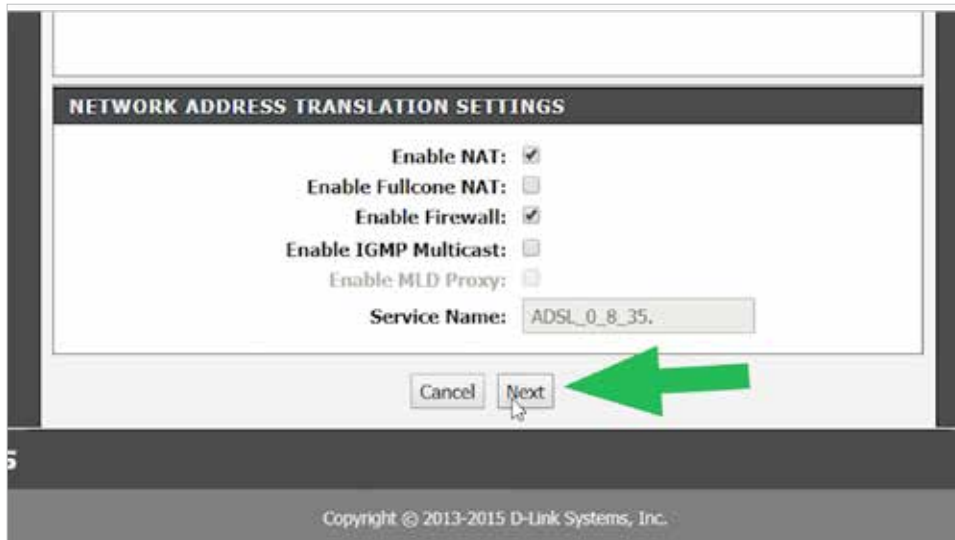 NETWORK ADDRESS TRANSLATION SETTINGS
Enable NAT:
Enable Fullcone NAT:
Enable Firewall:
Enable IGMP Multicast:
Enable MLD Proxy:
Service Name: ADSL_0_8_35.
Cancel Next
Copyright © 2013-2015 D-Link Systems, Inc.